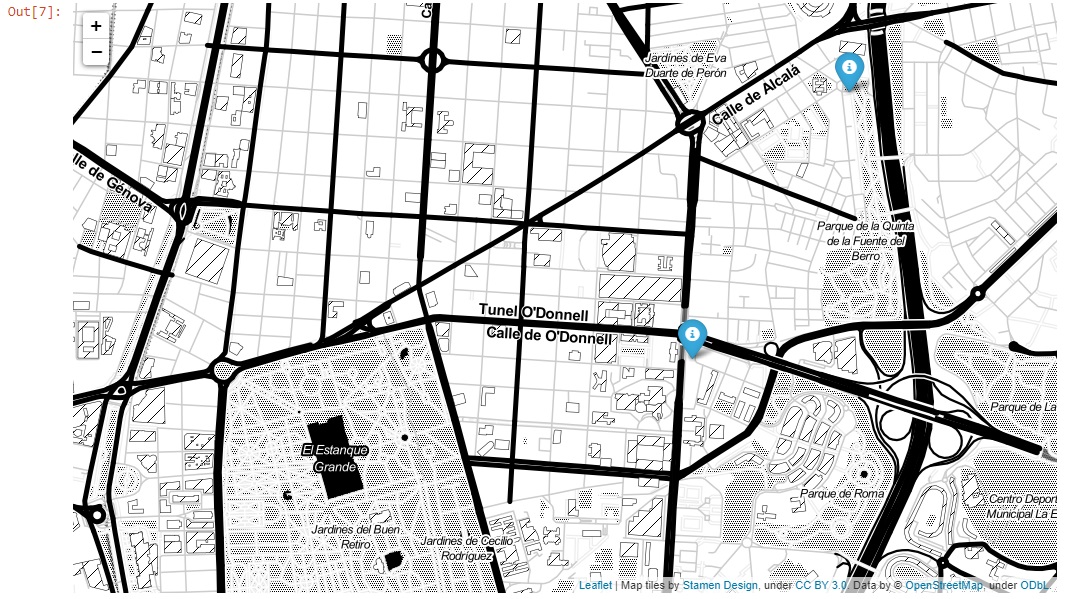 Out[7]:
+
−
Ca
Jardines de Eva
Duarte de Perón
Calle de Alcalá
lle de Génova
Parque de la Quinta
de la Fuente del
Berro
Tunel O'Donnell
Calle de O'Donnell
Parque de La
El Estanque
Grande
Parque de Roma
Centro Deport
Municipal La E
Jardines del Buen
Retiro
Jardines de Cecilio
Rodríguez
Leaflet | Map tiles by Stamen Design, under CC BY 3.0. Data by © OpenStreetMap, under ODbL.